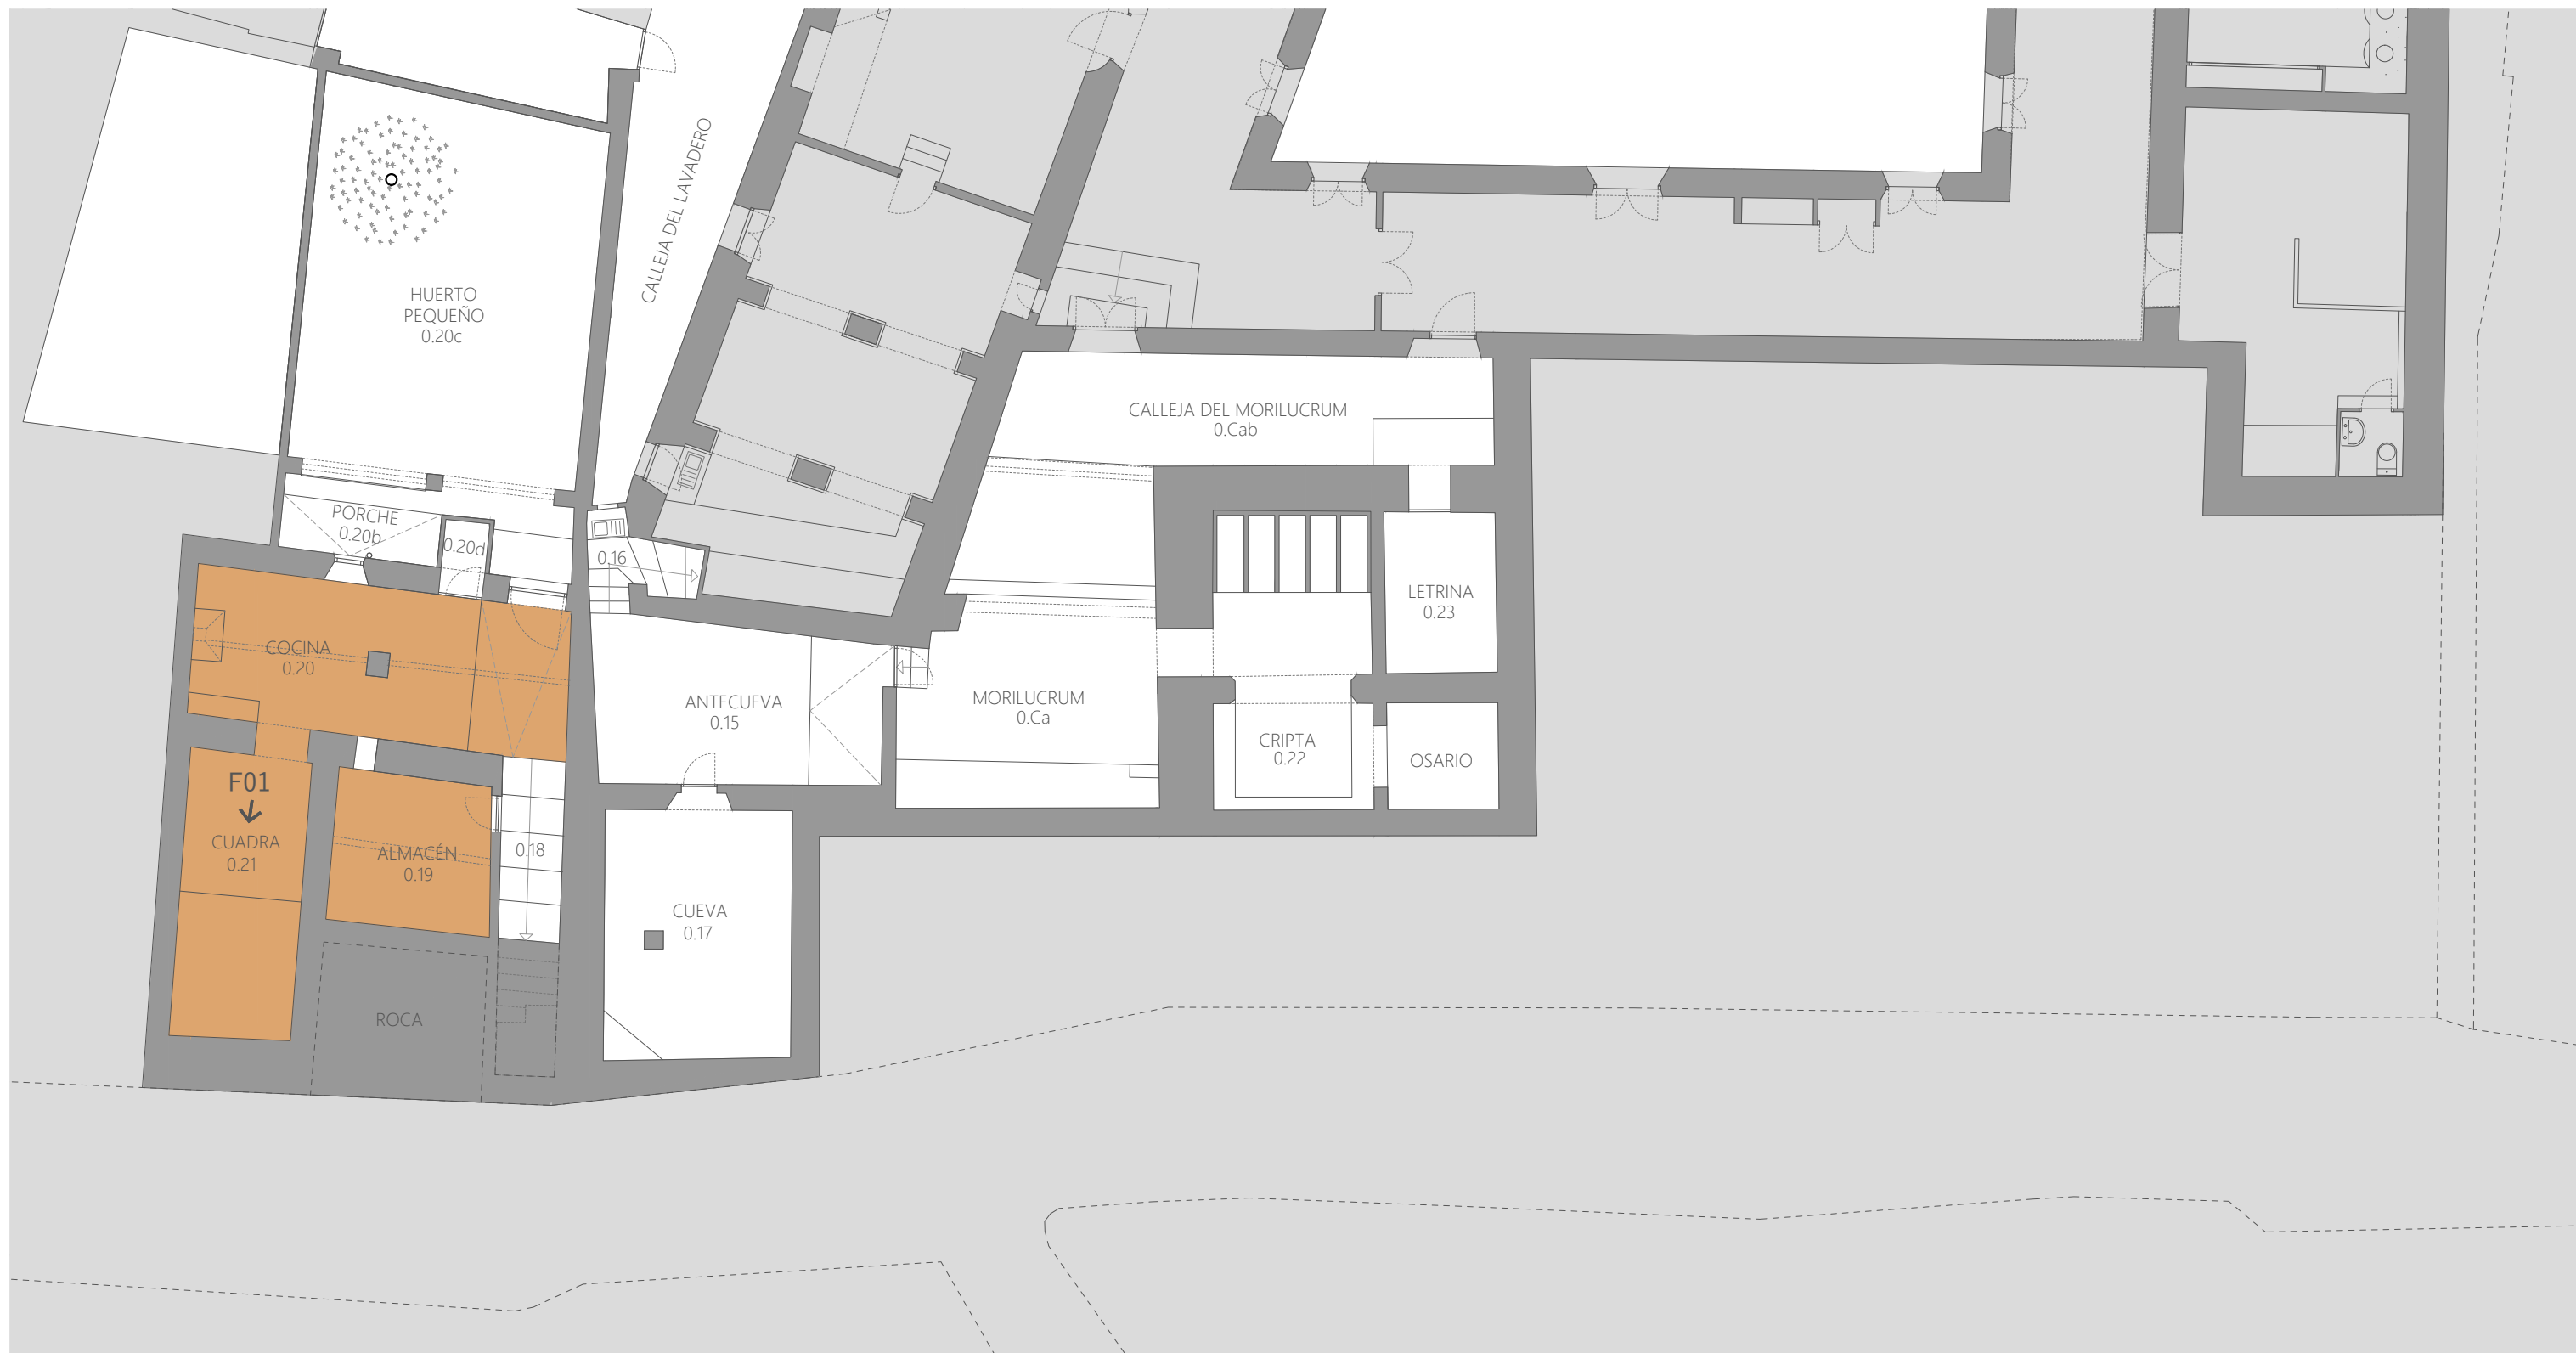 CALLEJA DEL LAVADERO
HUERTO
PEQUEÑO
0.20c
CALLEJA DEL MORILUCRUM
0.Cab
PORCHE
0.20b
0.20d
0.16
LETRINA
0.23
COCINA
0.20
ANTECUEVA
0.15
MORILUCRUM
0.Ca
CRIPTA
0.22
OSARIO
F01
CUADRA
0.21
ALMACÉN
0.19
0.18
CUEVA
0.17
ROCA